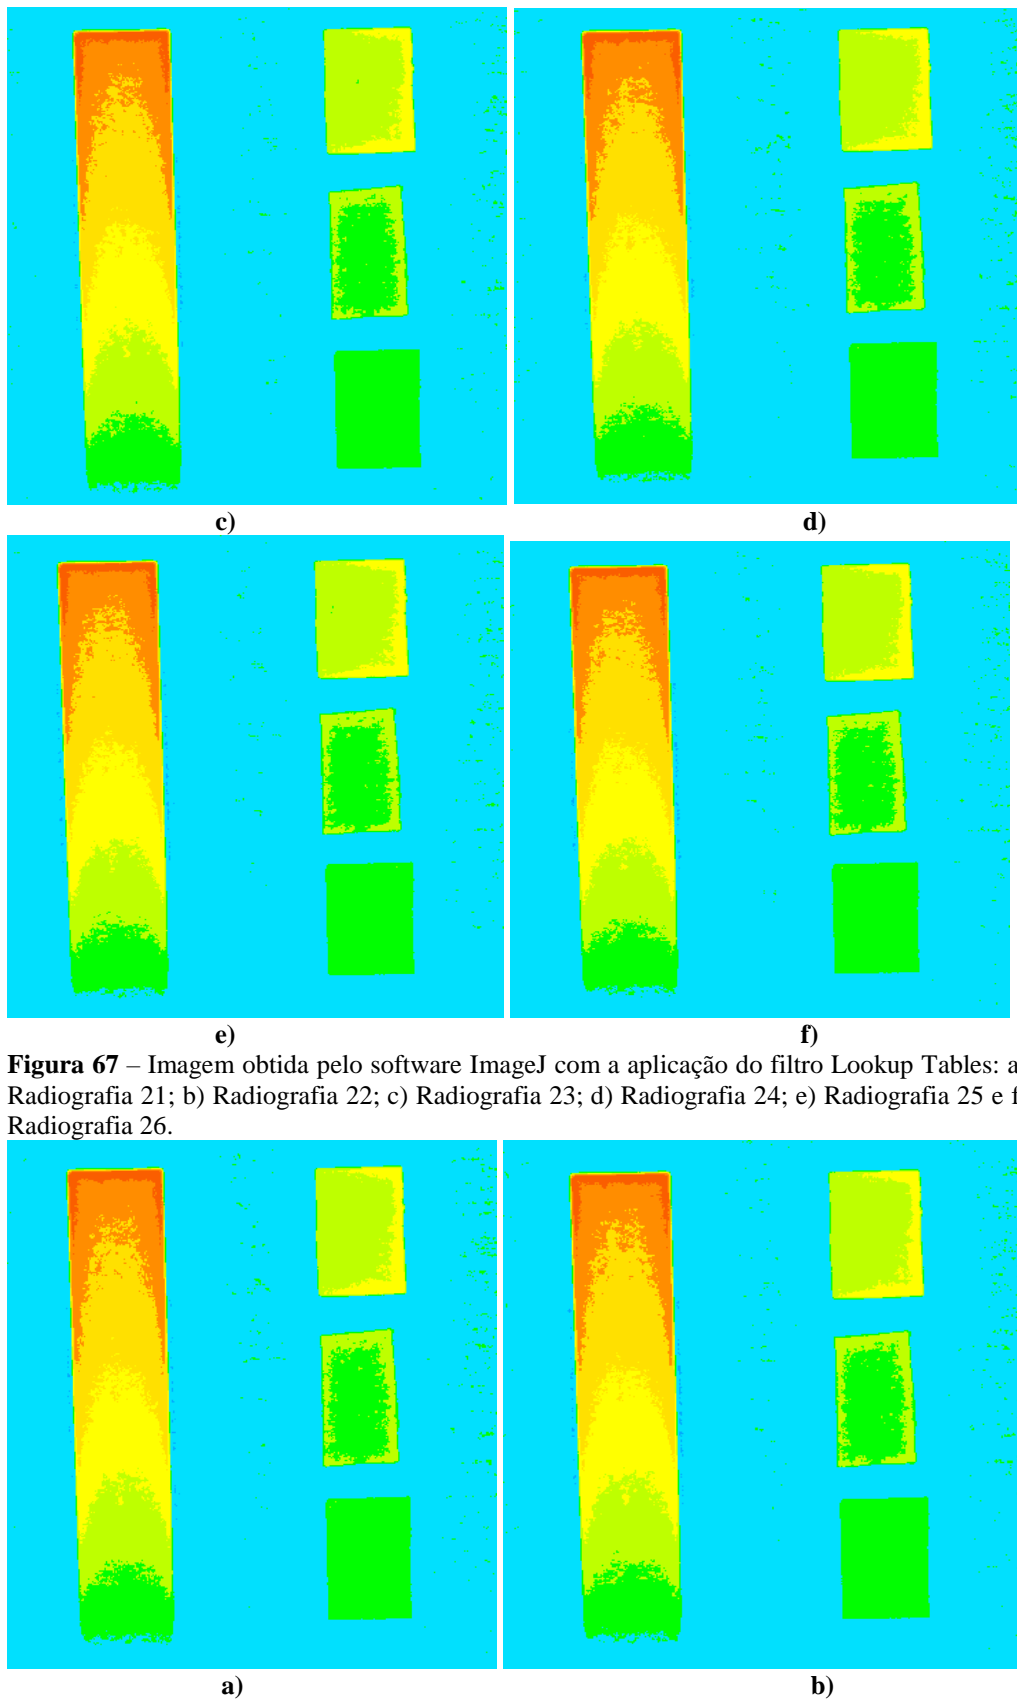 c) d)
e) f)
Figura 67 – Imagem obtida pelo software ImageJ com a aplicação do filtro Lookup Tables: a
Radiografia 21; b) Radiografia 22; c) Radiografia 23; d) Radiografia 24; e) Radiografia 25 e f
Radiografia 26.
a) b)